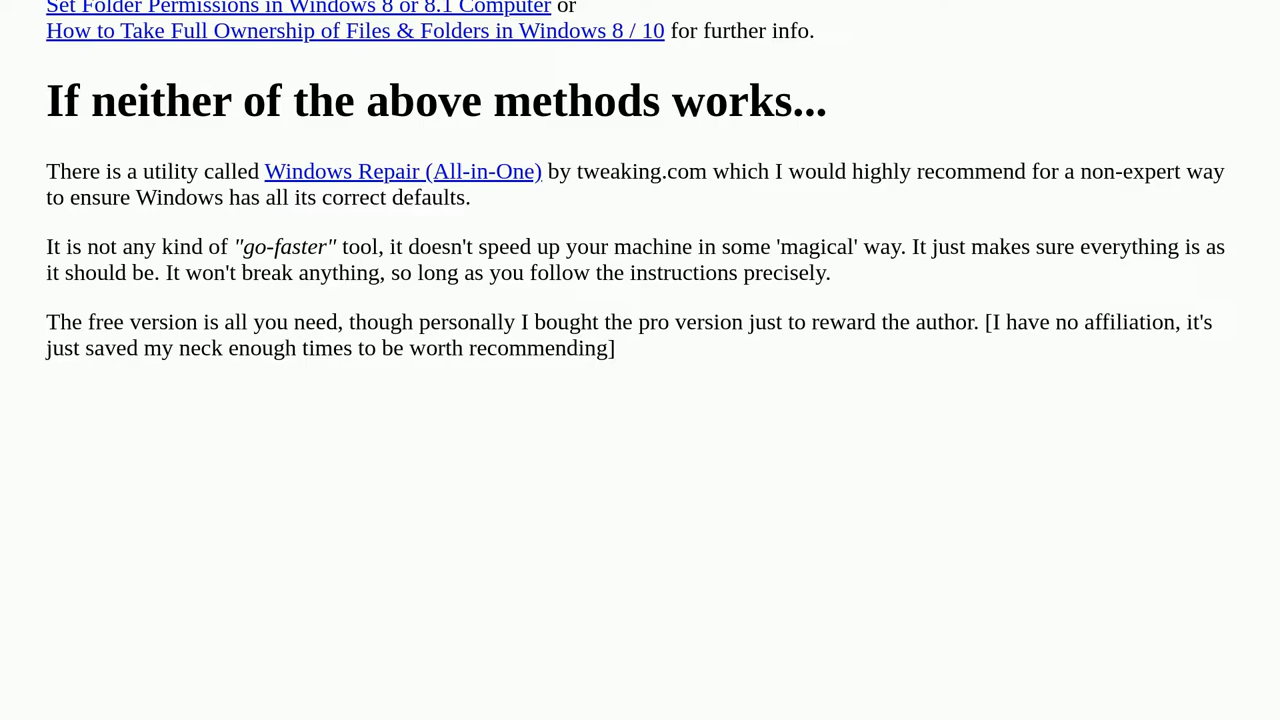 Set Folder Permissions in Windows 8 or 8.1 Computer or
How to Take Full Ownership of Files & Folders in Windows 8 / 10 for further info.
If neither of the above methods works...
There is a utility called Windows Repair (All-in-One) by tweaking.com which I would highly recommend for a non-expert way
to ensure Windows has all its correct defaults.
It is not any kind of "go-faster" tool, it doesn't speed up your machine in some 'magical' way. It just makes sure everything is as
it should be. It won't break anything, so long as you follow the instructions precisely.
The free version is all you need, though personally I bought the pro version just to reward the author. [I have no affiliation, it's
just saved my neck enough times to be worth recommending]